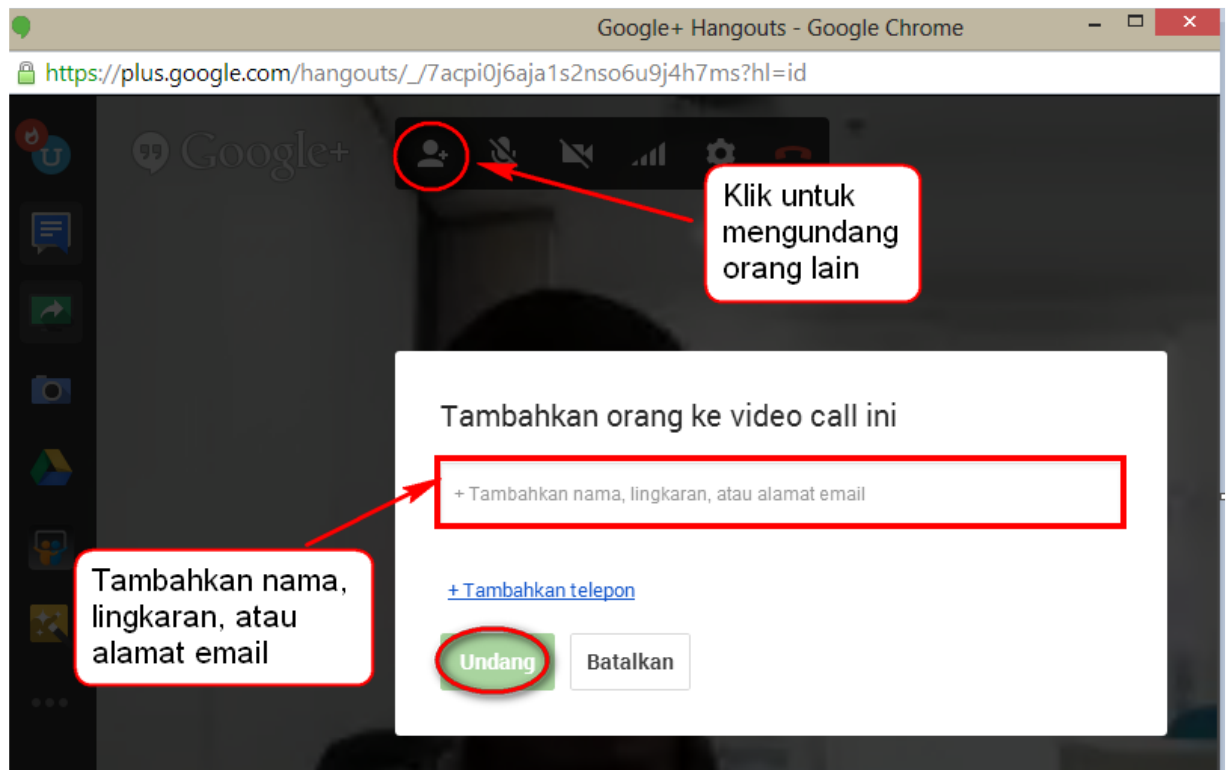 Google+ Hangouts - Google Chrome
https://plus.google.com/hangouts/_/7acpi0j6aja1s2nso6u9j4h7ms?hl=id
Google+
Klik untuk
mengundang
orang lain
Tambahkan orang ke video call ini
+ Tambahkan nama, lingkaran, atau alamat email
Tambahkan nama,
lingkaran, atau
alamat email
+ Tambahkan telepon
Undang
Batalkan